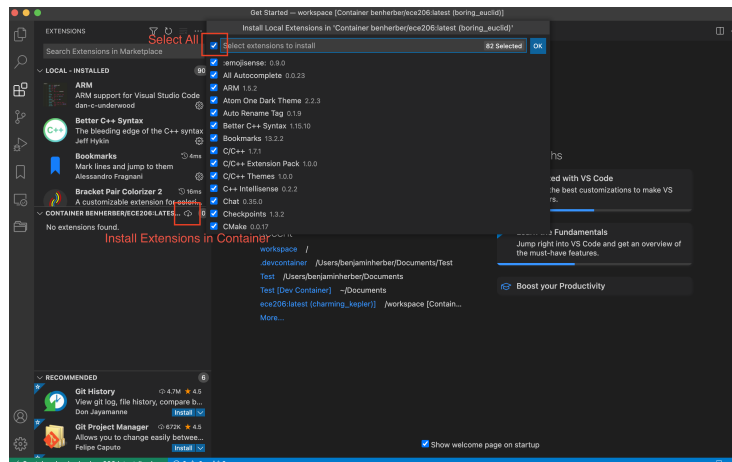 Get Started — workspace [Container benherber/ece206:latest (boring_euclid)]
EXTENSIONS
Select All
Search Extensions in Marketplace
Install Local Extensions in 'Container benherber/ece206:latest (boring_euclid)'
Select extensions to install
82 Selected
OK
:emojisense: 0.9.0
All Autocomplete 0.0.23
ARM 1.5.2
Atom One Dark Theme 2.2.3
Auto Rename Tag 0.1.9
Better C++ Syntax 1.15.10
Bookmarks 13.2.2
C/C++ 1.7.1
C/C++ Extension Pack 1.0.0
C/C++ Themes 1.0.0
C++ Intellisense 0.2.2
Chat 0.35.0
Checkpoints 1.3.2
CMake 0.0.17
LOCAL - INSTALLED 90
ARM
ARM support for Visual Studio Code
dan-c-underwood
C++
Better C++ Syntax
The bleeding edge of the C++ syntax
Jeff Hykin
Bookmarks 4ms
Mark lines and jump to them
Alessandro Fragnani
Bracket Pair Colorizer 2 16ms
A customizable extension for colori...
CONTAINER BENHERBER/ECE206:LATES... 0
No extensions found.
Install Extensions in Container
workspace /
.devcontainer /Users/benjaminherber/Documents/Test
Test /Users/benjaminherber/Documents
Test [Dev Container] ~/Documents
ece206:latest (charming_kepler)] /workspace [Contain...
More...
hs
ed with VS Code
the best customizations to make VS
rs.
Learn the Fundamentals
Jump right into VS Code and get an overview of
the must-have features.
Boost your Productivity
RECOMMENDED 6
Git History 4.7M ★ 4.5
View git log, file history, compare b...
Don Jayamanne Install
Git Project Manager 672K ★ 4.5
Allows you to change easily betwee...
Felipe Caputo Install
Show welcome page on startup